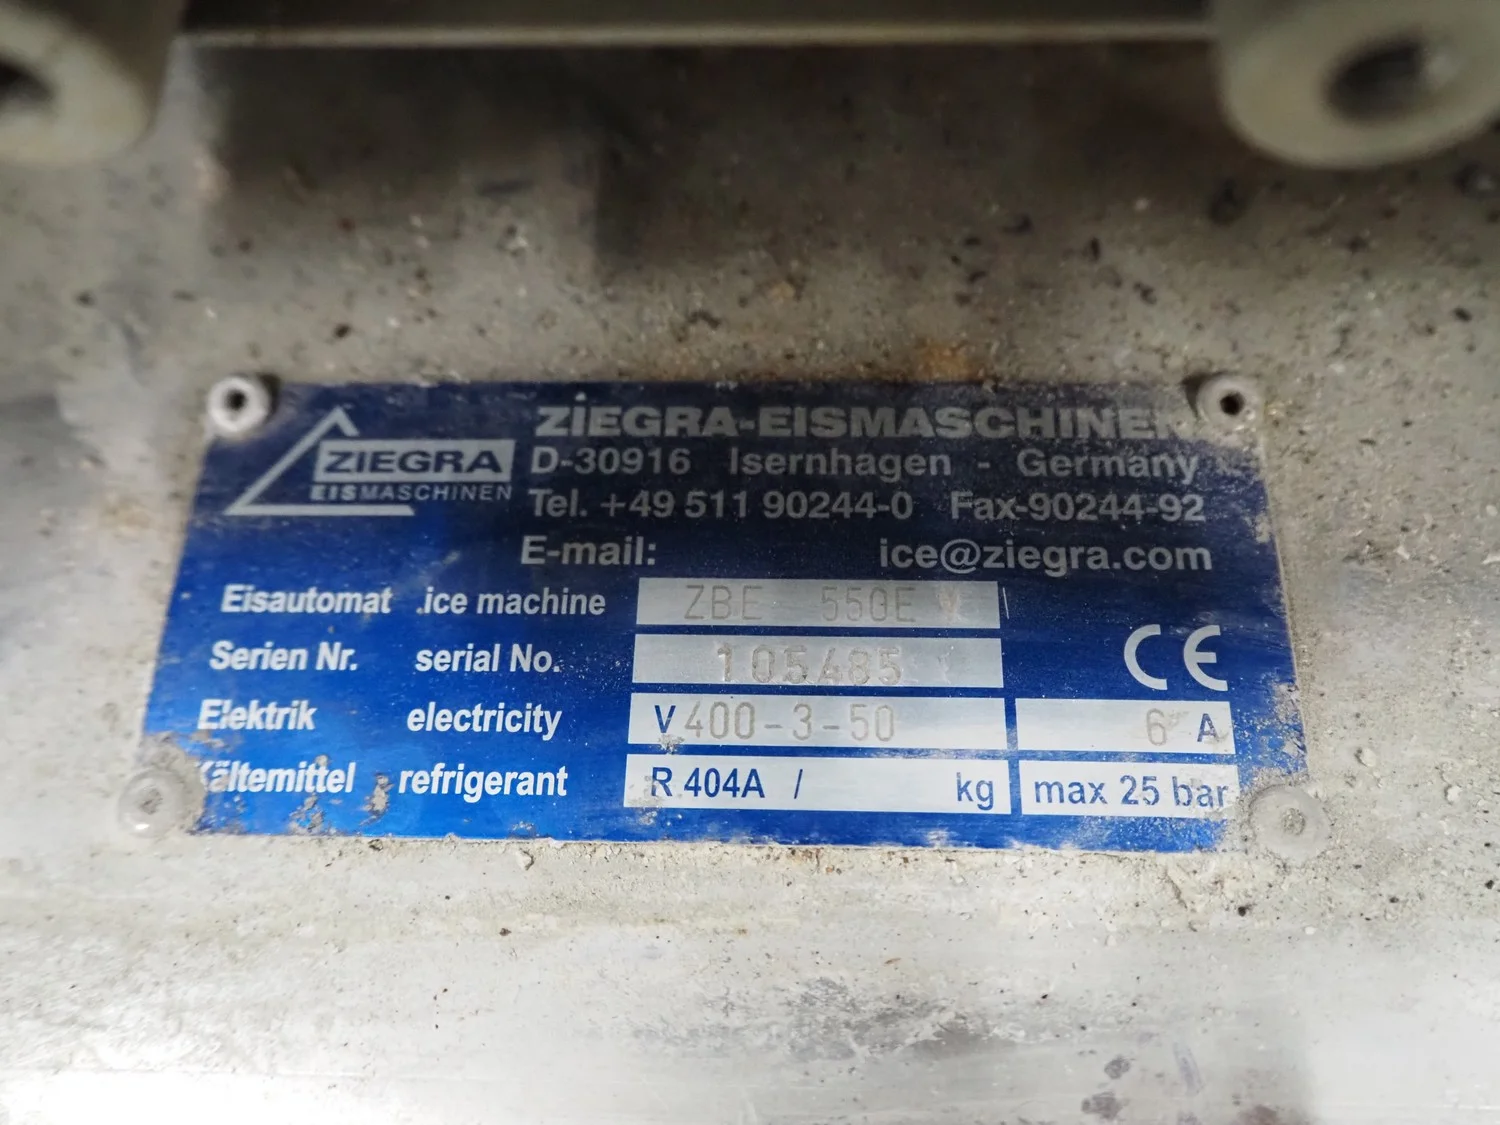 ZIEGRA
EISMASCHINEN
ZIEGRA-EISMASCHINEN
D-30916 Isernhagen - Germany
Tel. +49 511 90244-0 Fax-90244-92
E-mail: ice@ziegra.com
Eisautomat ice machine ZBE 550E
Serien Nr. serial No. 105485
Elektrik electricity V 400-3-50 6 A
Kältemittel refrigerant R 404A / kg max 25 bar
CE